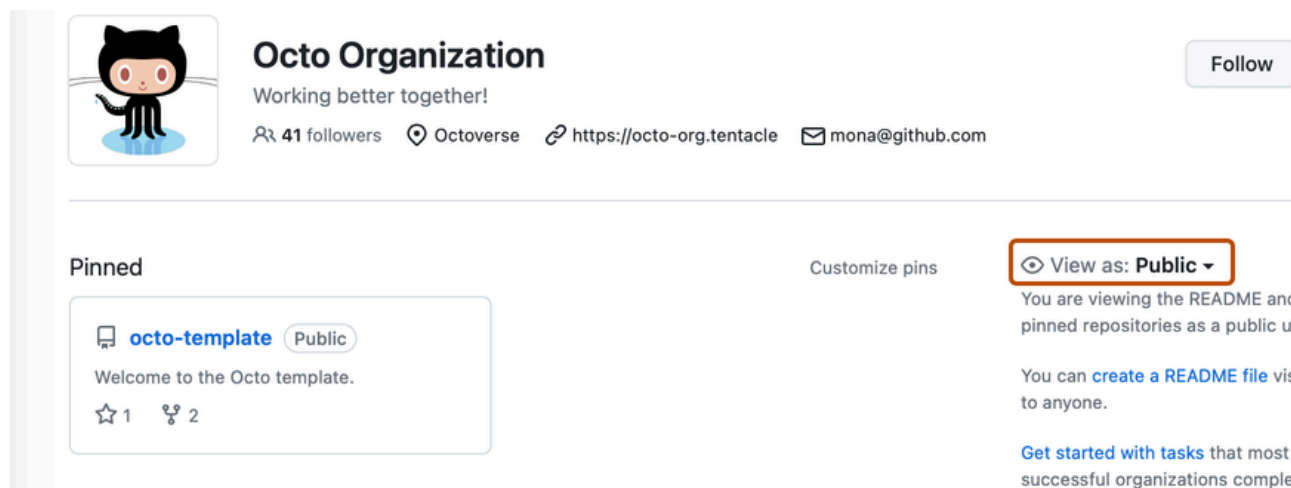 Octo Organization
Follow
Working better together!
41 followers Octoverse https://octo-org.tentacle mona@github.com
Pinned
Customize pins
octo-template Public
Welcome to the Octo template.
1 2
View as: Public
You are viewing the README and
pinned repositories as a public
You can create a README file
to anyone.
Get started with tasks that most
successful organizations